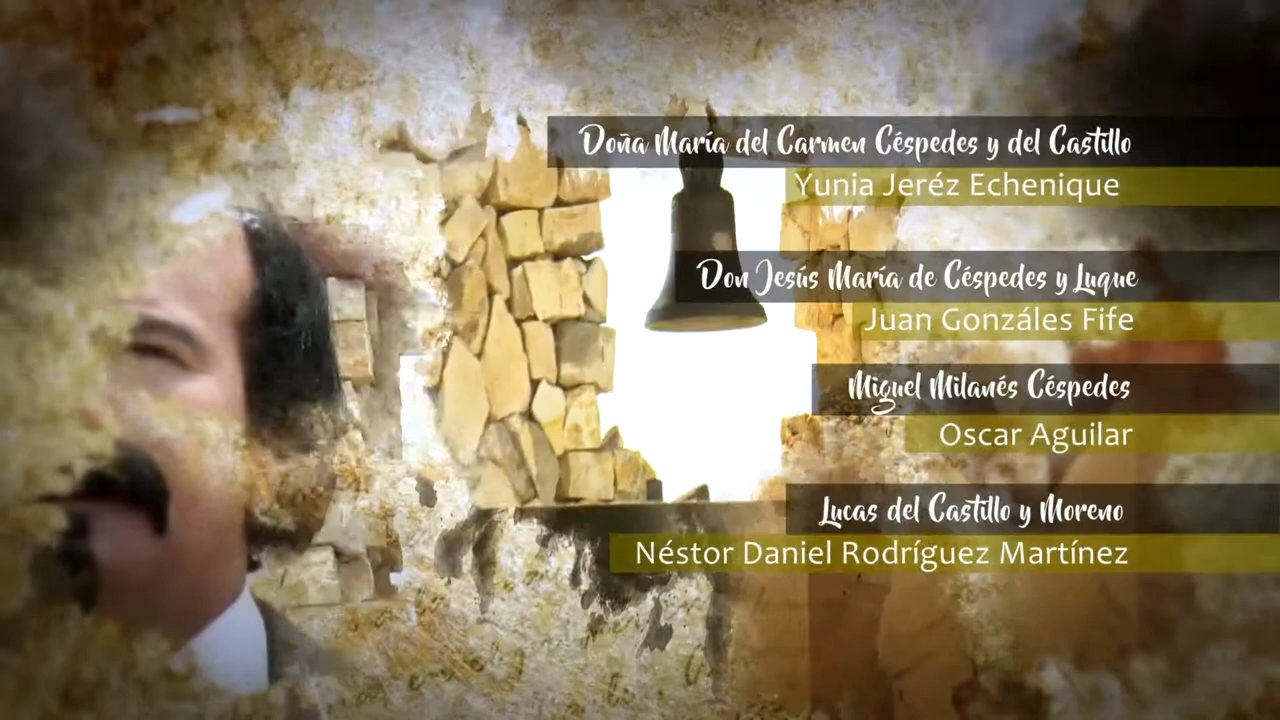 Doña María del Carmen Céspedes y del Castillo
Yunia Jeréz Echenique
Don Jesús María de Céspedes y Luque
Juan Gonzáles Fife
Miguel Milanés Céspedes
Oscar Aguilar
Lucas del Castillo y Moreno
Néstor Daniel Rodríguez Martínez